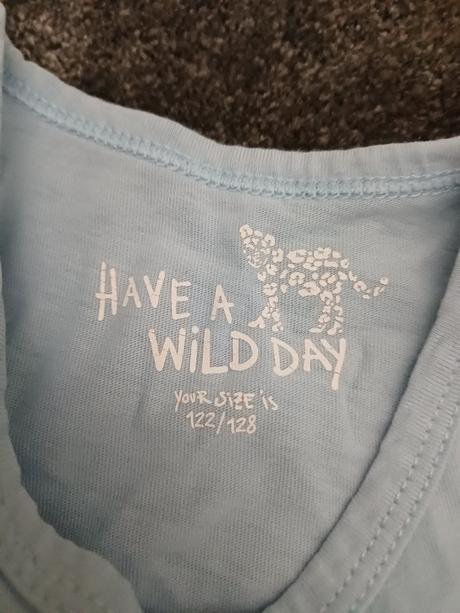 HAVE A
WiLD DAY
YOUR SiZE iS
122/128